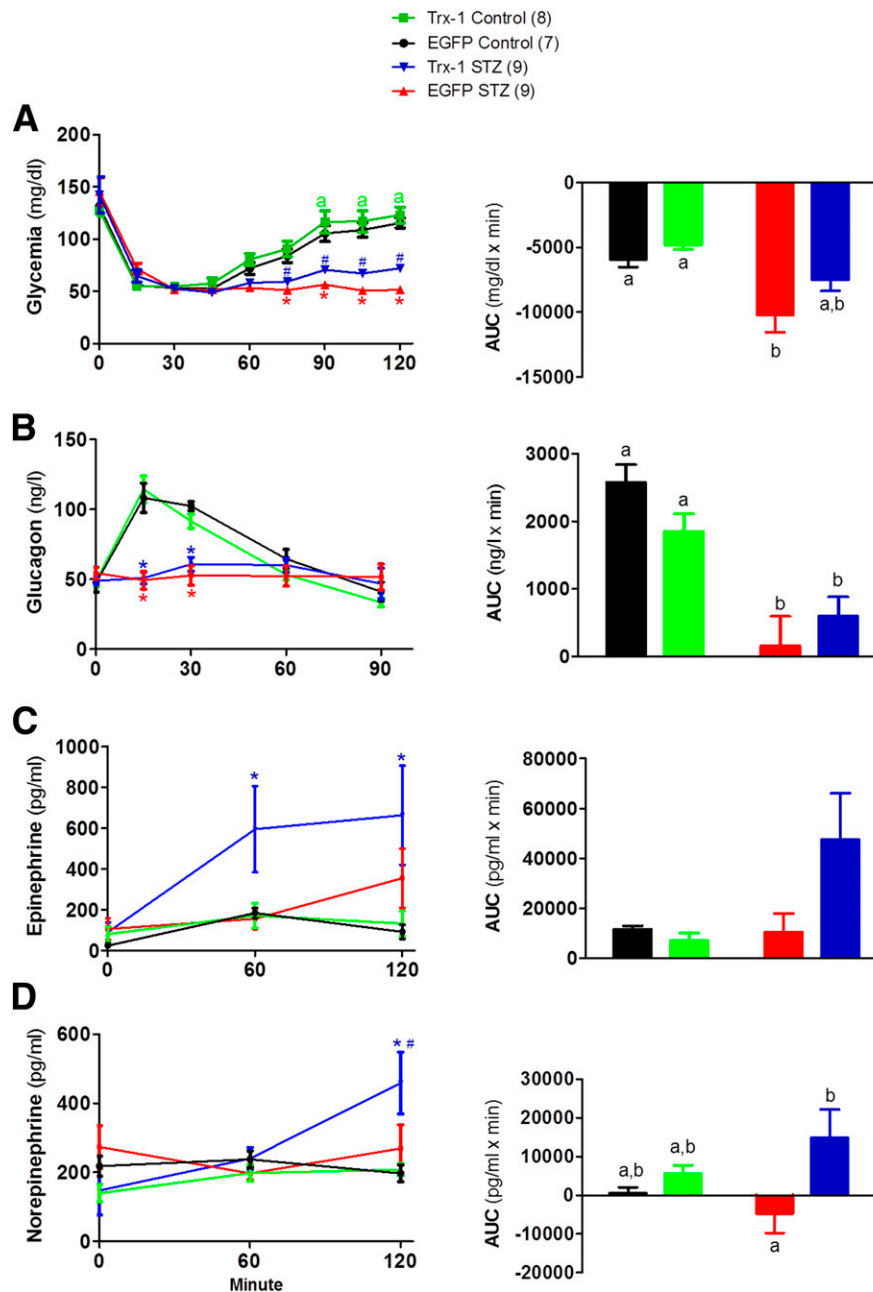 Trx-1 Control (8)
EGFP Control (7)
Trx-1 STZ (9)
EGFP STZ (9)
A
Glycemia (mg/dl)
200
150
100
50
0
a a a
# # # #
* * * *
0 30 60 90 120
AUC (mg/dl x min)
0
-5000
-10000
-15000
a
a
b
a,b
B
Glucagon (ng/l)
150
100
50
0
* *
* *
0 30 60 90
AUC (ng/l x min)
3000
2000
1000
0
a
a
b
b
C
Epinephrine (pg/ml)
1000
800
600
400
200
0
* *
0 60 120
AUC (pg/ml x min)
80000
60000
40000
20000
0
D
Norepinephrine (pg/ml)
600
400
200
0
* #
0 60 120
Minute
AUC (pg/ml x min)
30000
20000
10000
0
-10000
-20000
a,b
a,b
a
b